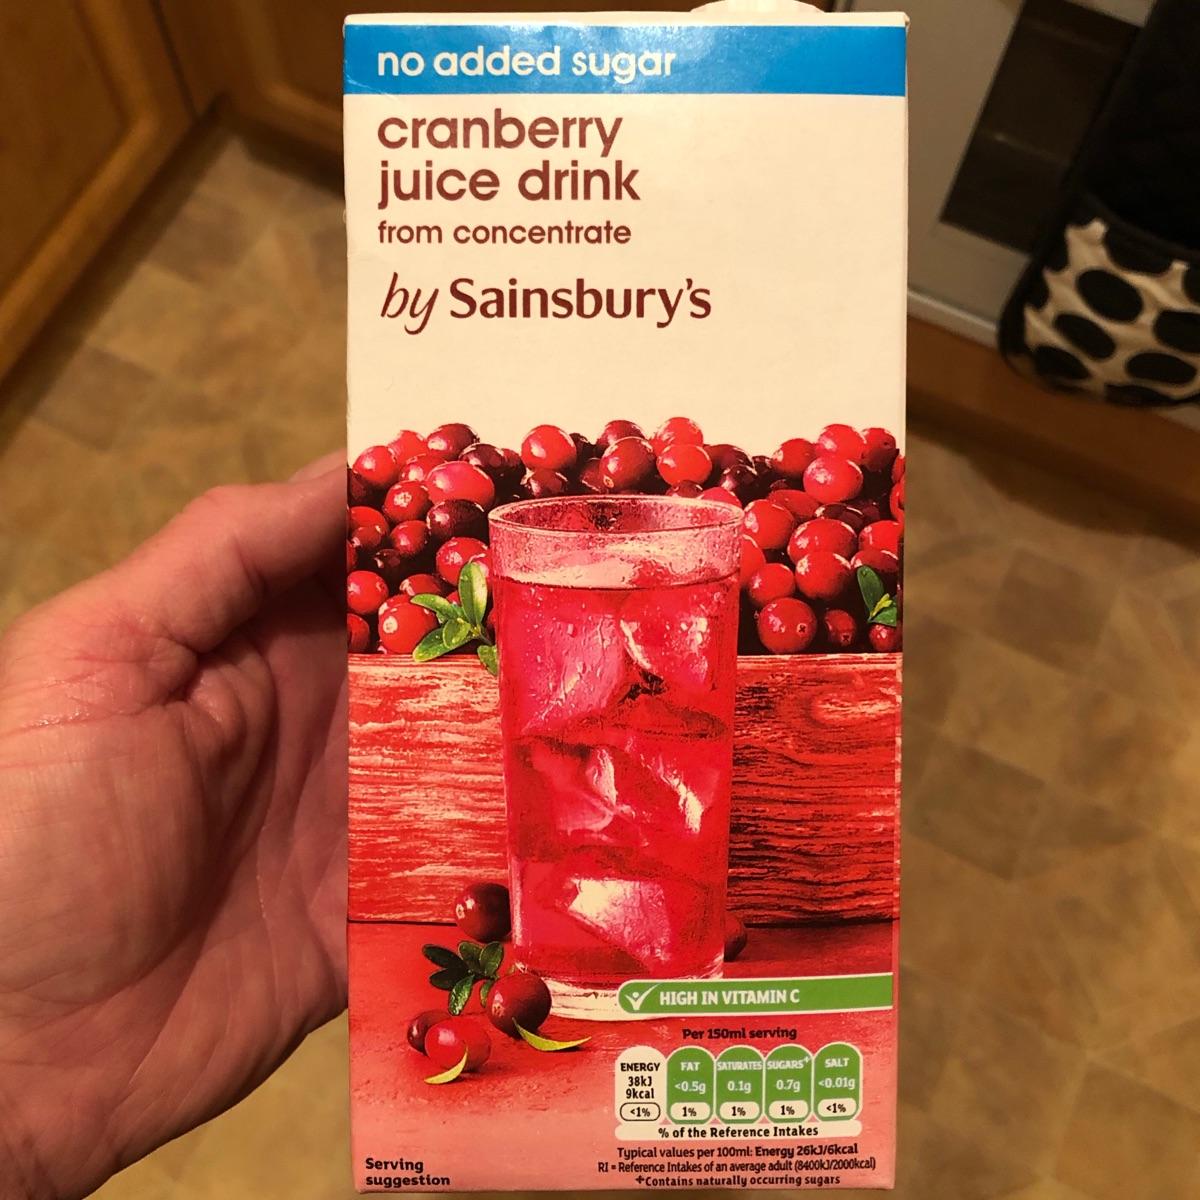 no added sugar
cranberry
juice drink
from concentrate
by Sainsbury's
HIGH IN VITAMIN C
Per 150ml serving
ENERGY 38kJ 9kcal <1%
FAT <0.5g 1%
SATURATES 0.1g 1%
SUGARS+ 0.7g 1%
SALT <0.01g <1%
% of the Reference Intakes
Typical values per 100ml: Energy 26kJ/6kcal
RI = Reference Intakes of an average adult (8400kJ/2000kcal)
+Contains naturally occurring sugars
Serving
suggestion